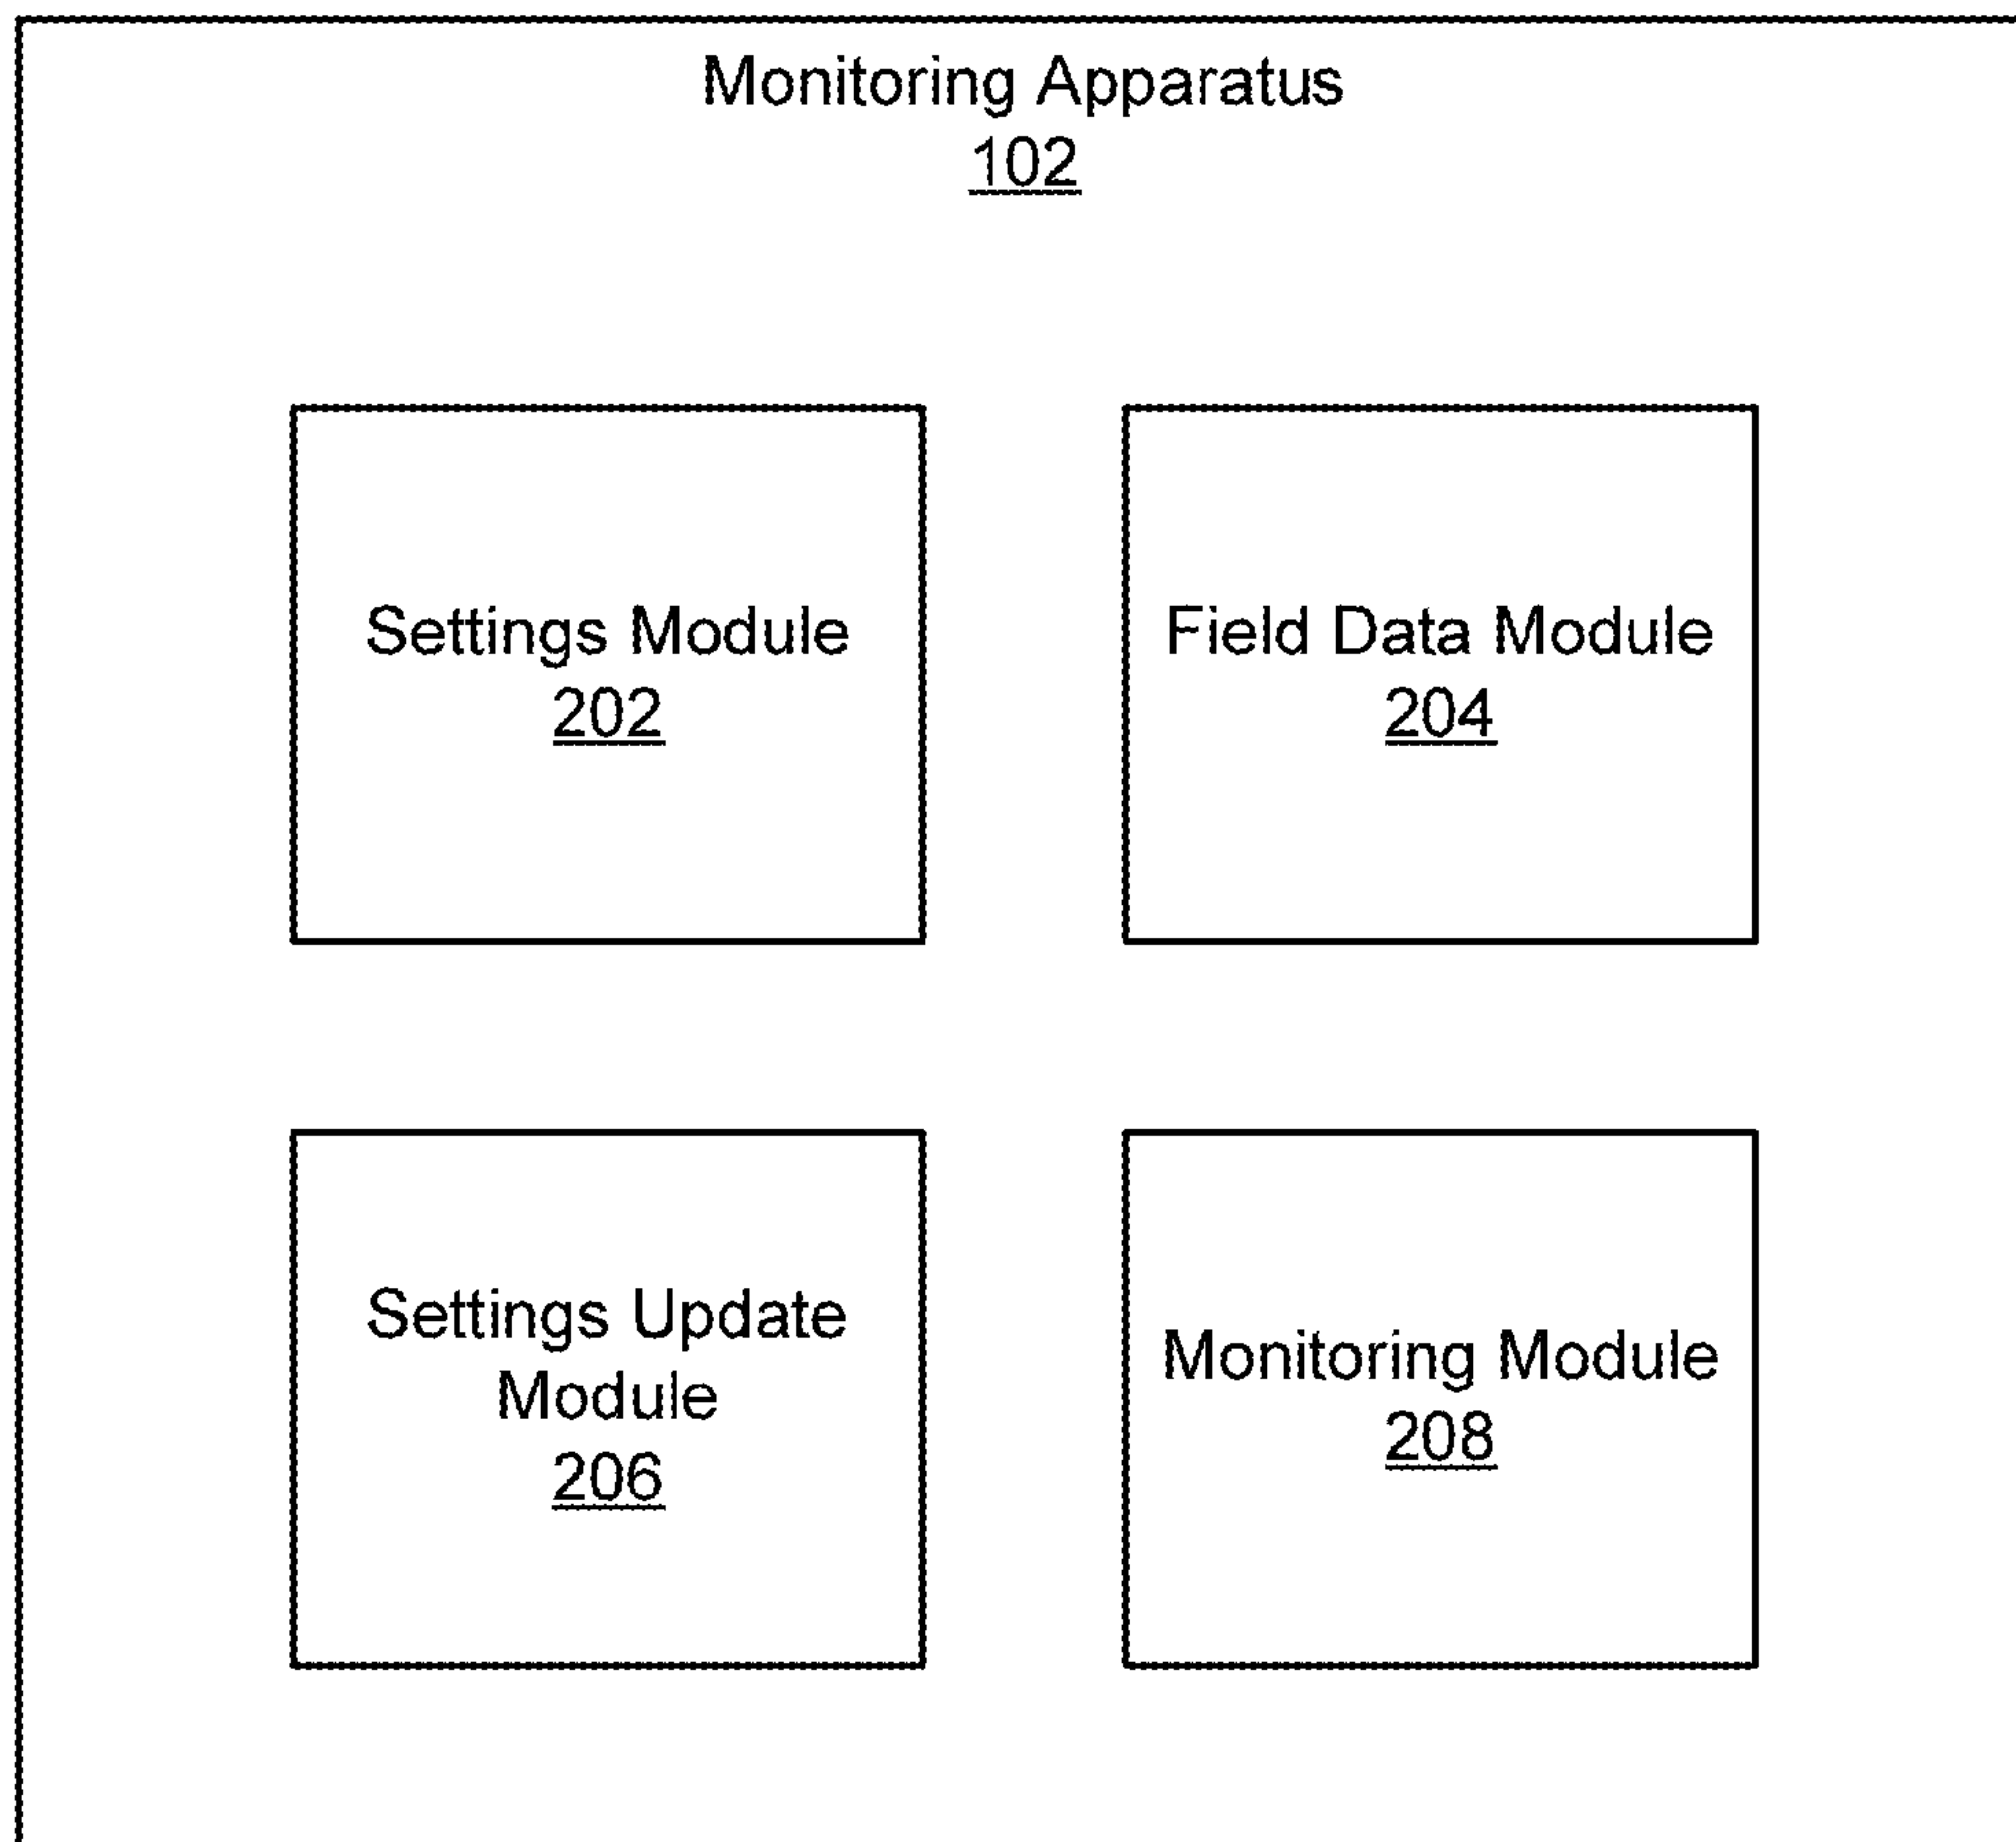 Monitoring Apparatus
102
Settings Module
202
Field Data Module
204
Settings Update
Module
206
Monitoring Module
208